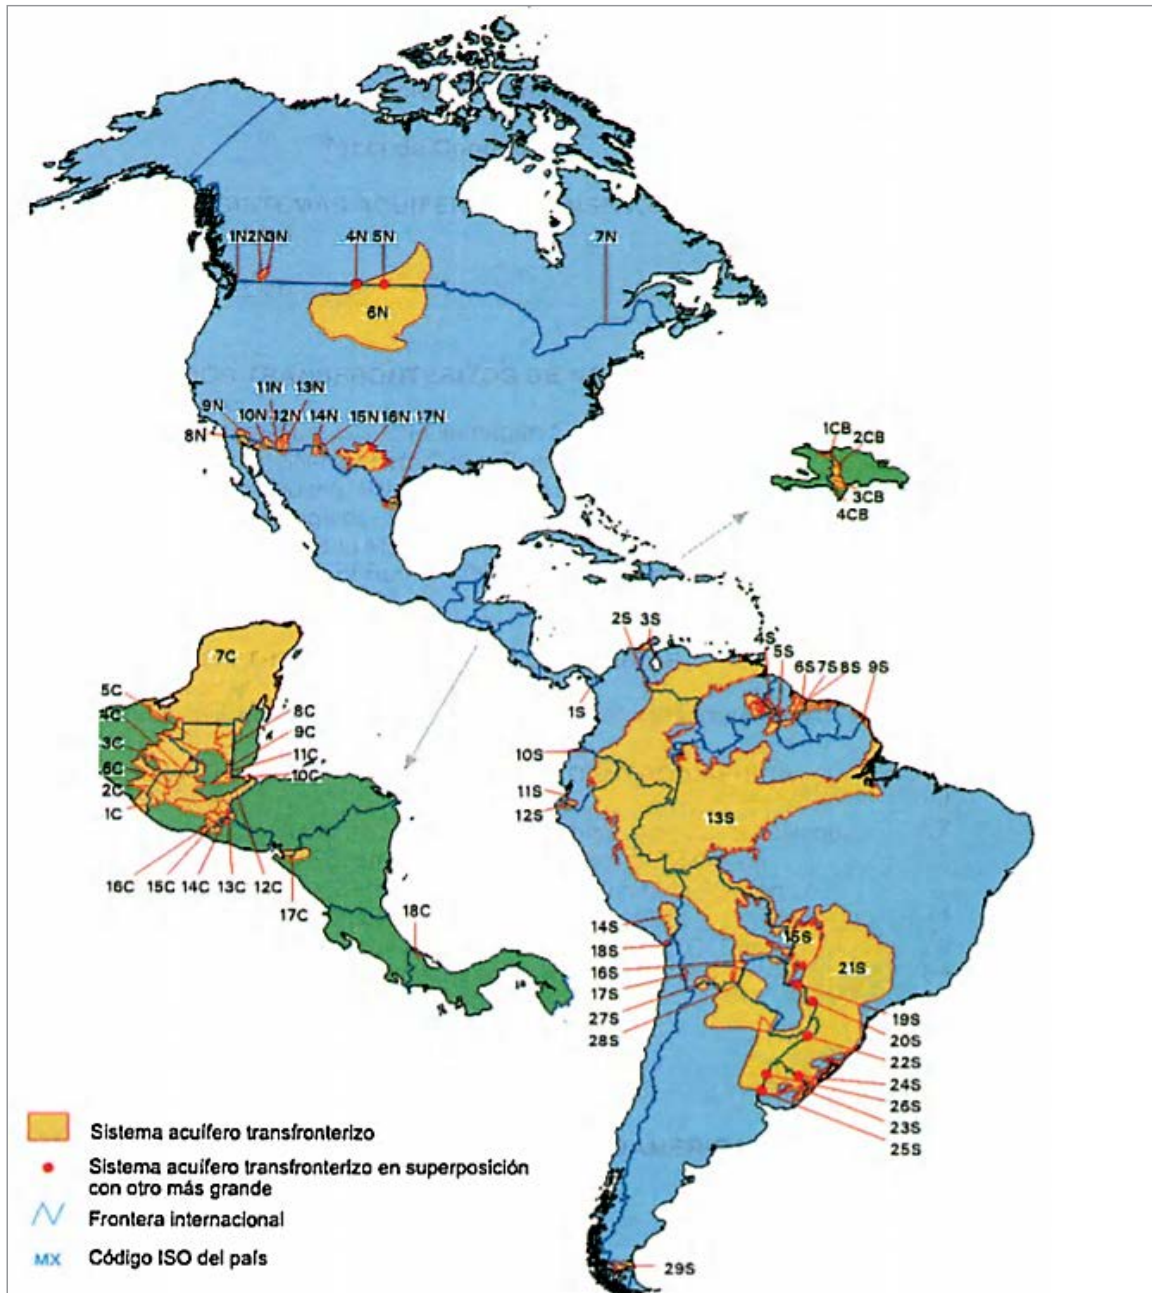 1N 2N 3N 4N 5N 7N
6N
11N 13N
9N 10N 12N 14N 15N 16N 17N
8N
1CB
2CB
3CB
4CB
2S 3S 4S
5S
6S 7S 8S 9S
1S
7C
5C
4C
3C
6C
2C
1C
8C
9C
11C
10C
16C 15C 14C 13C 12C
17C
18C
10S
11S
12S
13S
14S
18S
16S
17S
27S
28S
15S
21S
19S
20S
22S
24S
26S
23S
25S
29S
Sistema acuífero transfronterizo
Sistema acuífero transfronterizo en superposición
con otro más grande
Frontera internacional
MX Código ISO del país